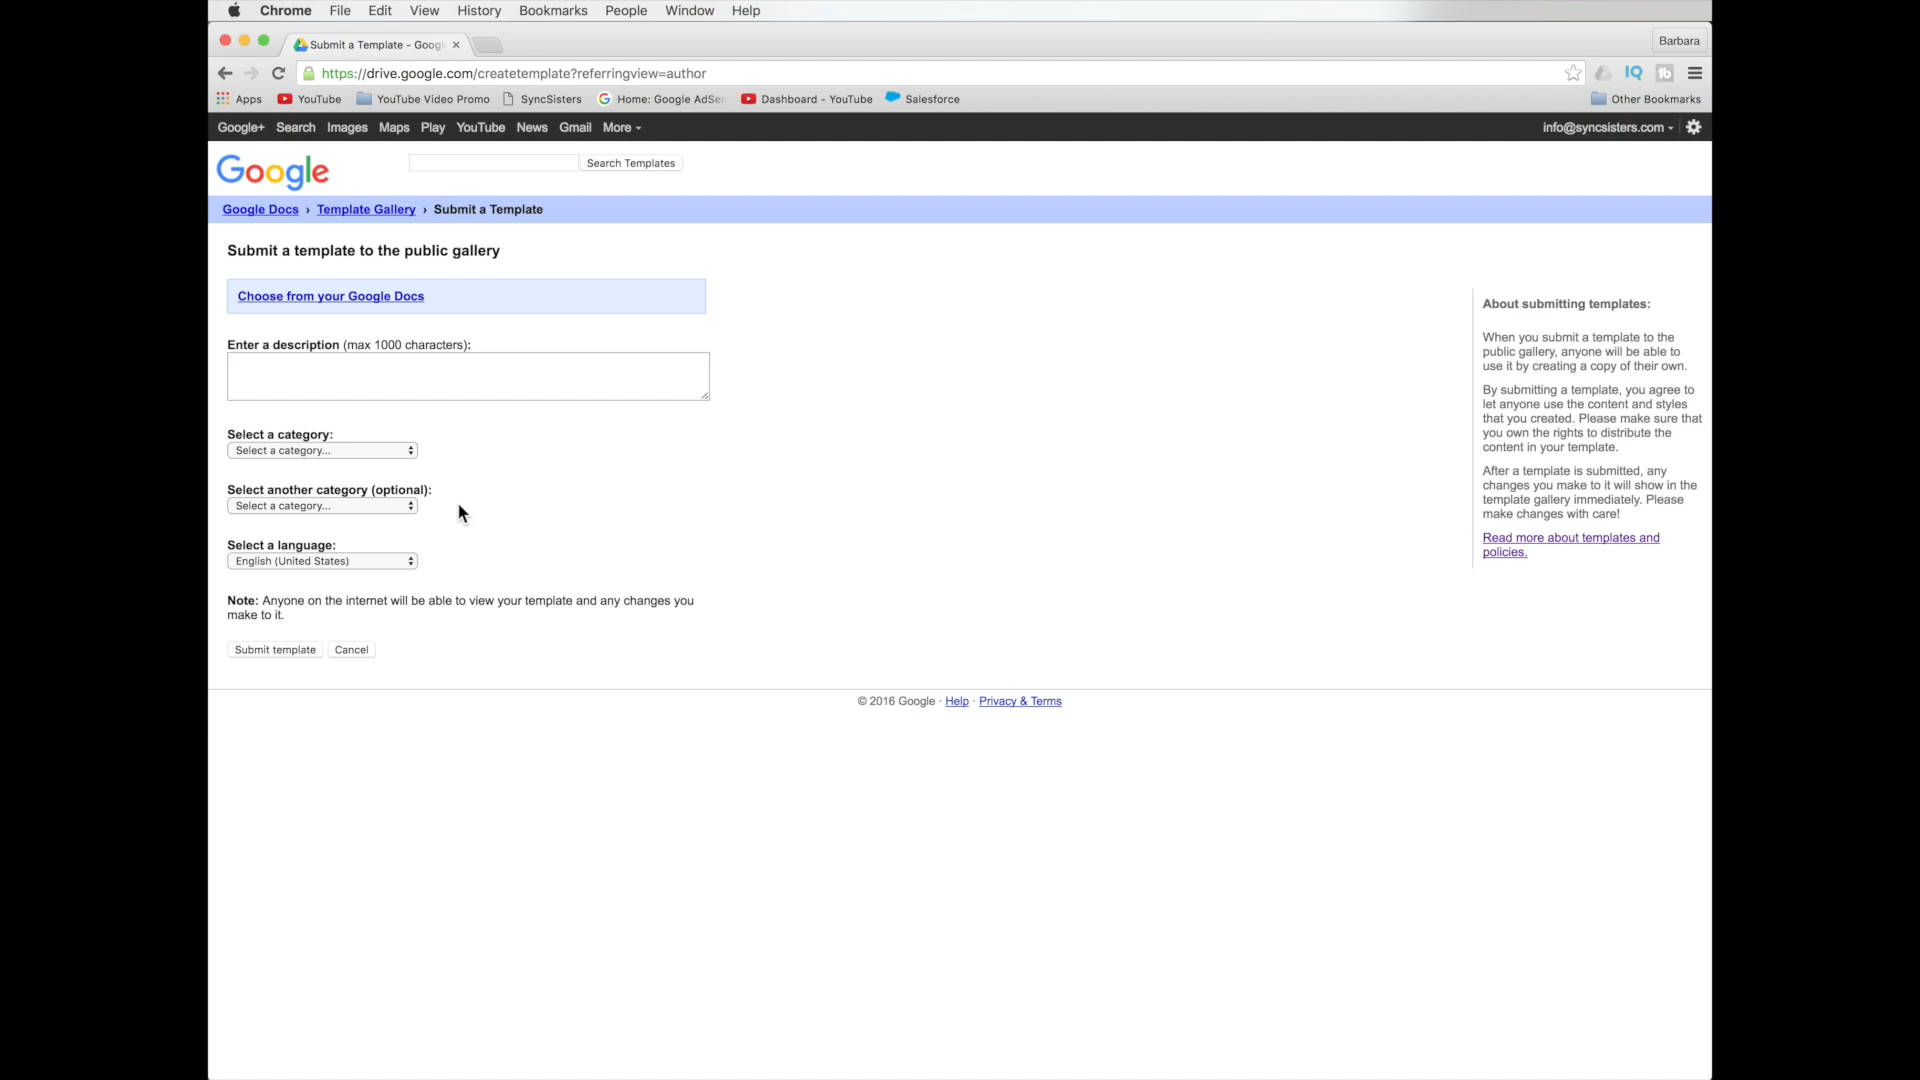 Chrome File Edit View History Bookmarks People Window Help
Submit a Template - Googl
Barbara
https://drive.google.com/createtemplate?referringview=author
IQ
tb
Apps YouTube YouTube Video Promo SyncSisters Home: Google AdSen Dashboard - YouTube Salesforce Other Bookmarks
Google+ Search Images Maps Play YouTube News Gmail More
info@syncsisters.com
Google
Search Templates
Google Docs › Template Gallery › Submit a Template
Submit a template to the public gallery
Choose from your Google Docs
Enter a description (max 1000 characters):
Select a category:
Select a category...
Select another category (optional):
Select a category...
Select a language:
English (United States)
Note: Anyone on the internet will be able to view your template and any changes you
make to it.
Submit template Cancel
About submitting templates:
When you submit a template to the
public gallery, anyone will be able to
use it by creating a copy of their own.
By submitting a template, you agree to
let anyone use the content and styles
that you created. Please make sure that
you own the rights to distribute the
content in your template.
After a template is submitted, any
changes you make to it will show in the
template gallery immediately. Please
make changes with care!
Read more about templates and
policies.
© 2016 Google · Help · Privacy & Terms